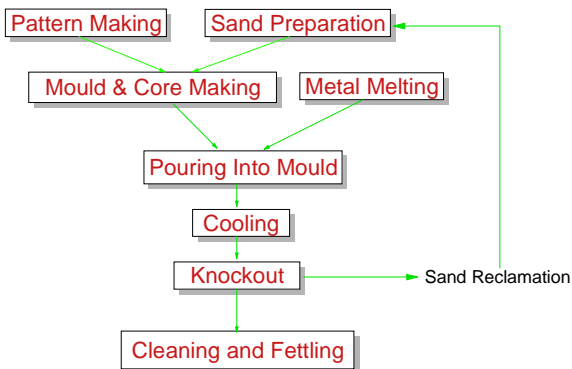 Pattern Making
Sand Preparation
Mould & Core Making
Metal Melting
Pouring Into Mould
Cooling
Knockout
Sand Reclamation
Cleaning and Fettling